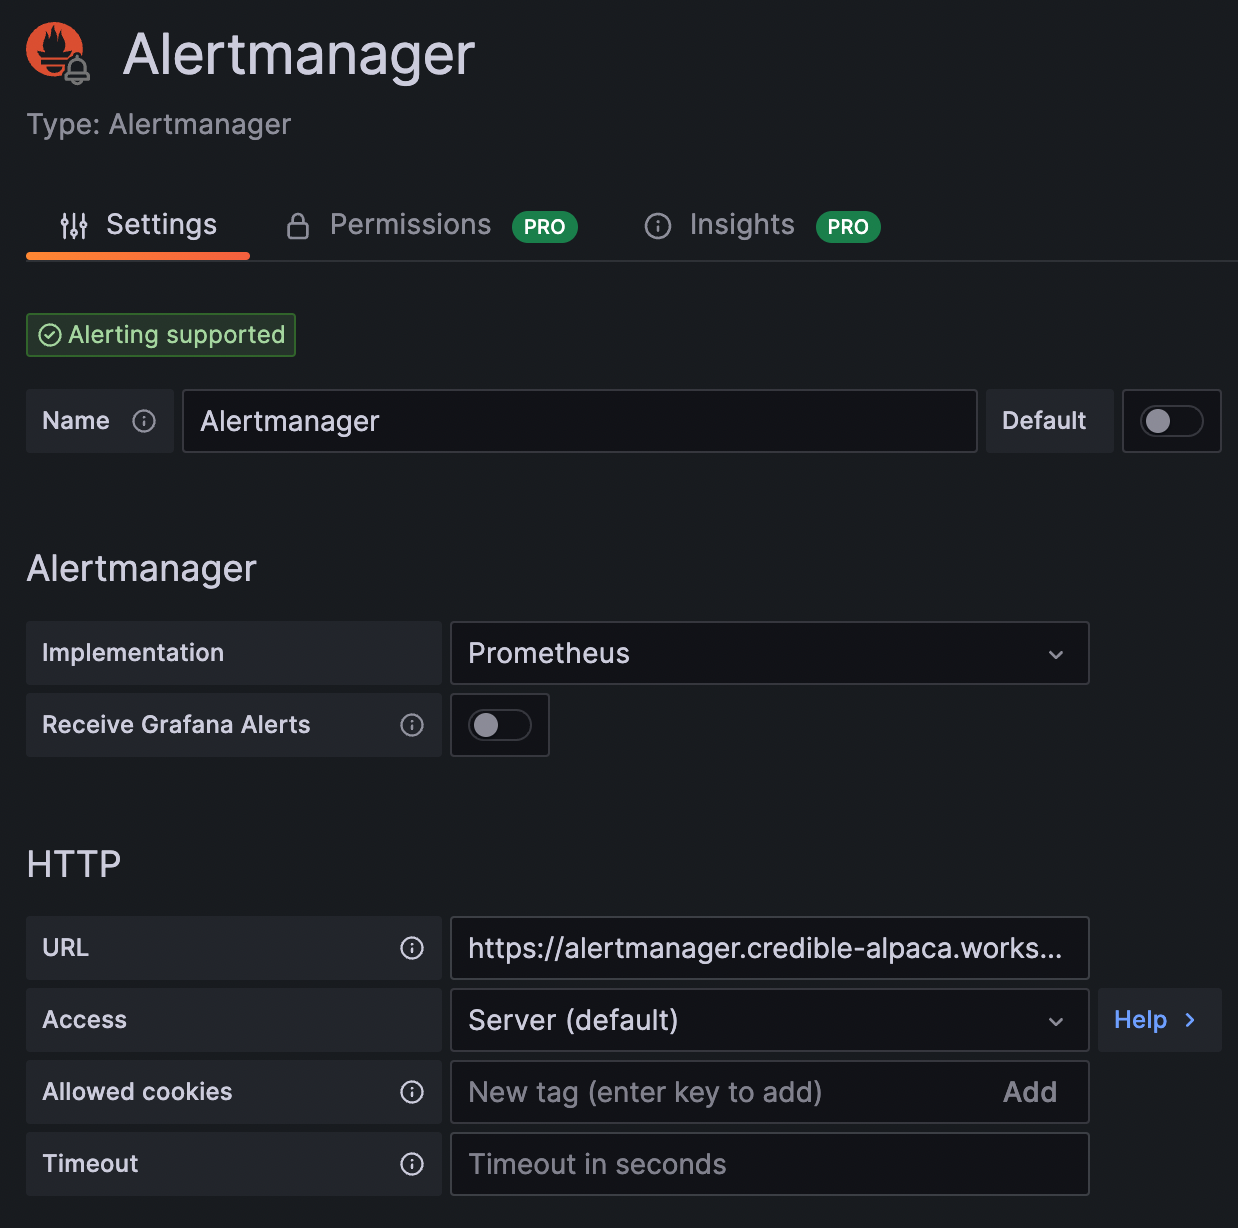 Alertmanager
Type: Alertmanager
Settings Permissions PRO Insights PRO
Alerting supported
Name Alertmanager Default
Alertmanager
Implementation Prometheus
Receive Grafana Alerts
HTTP
URL https://alertmanager.credible-alpaca.works...
Access Server (default) Help
Allowed cookies New tag (enter key to add) Add
Timeout Timeout in seconds